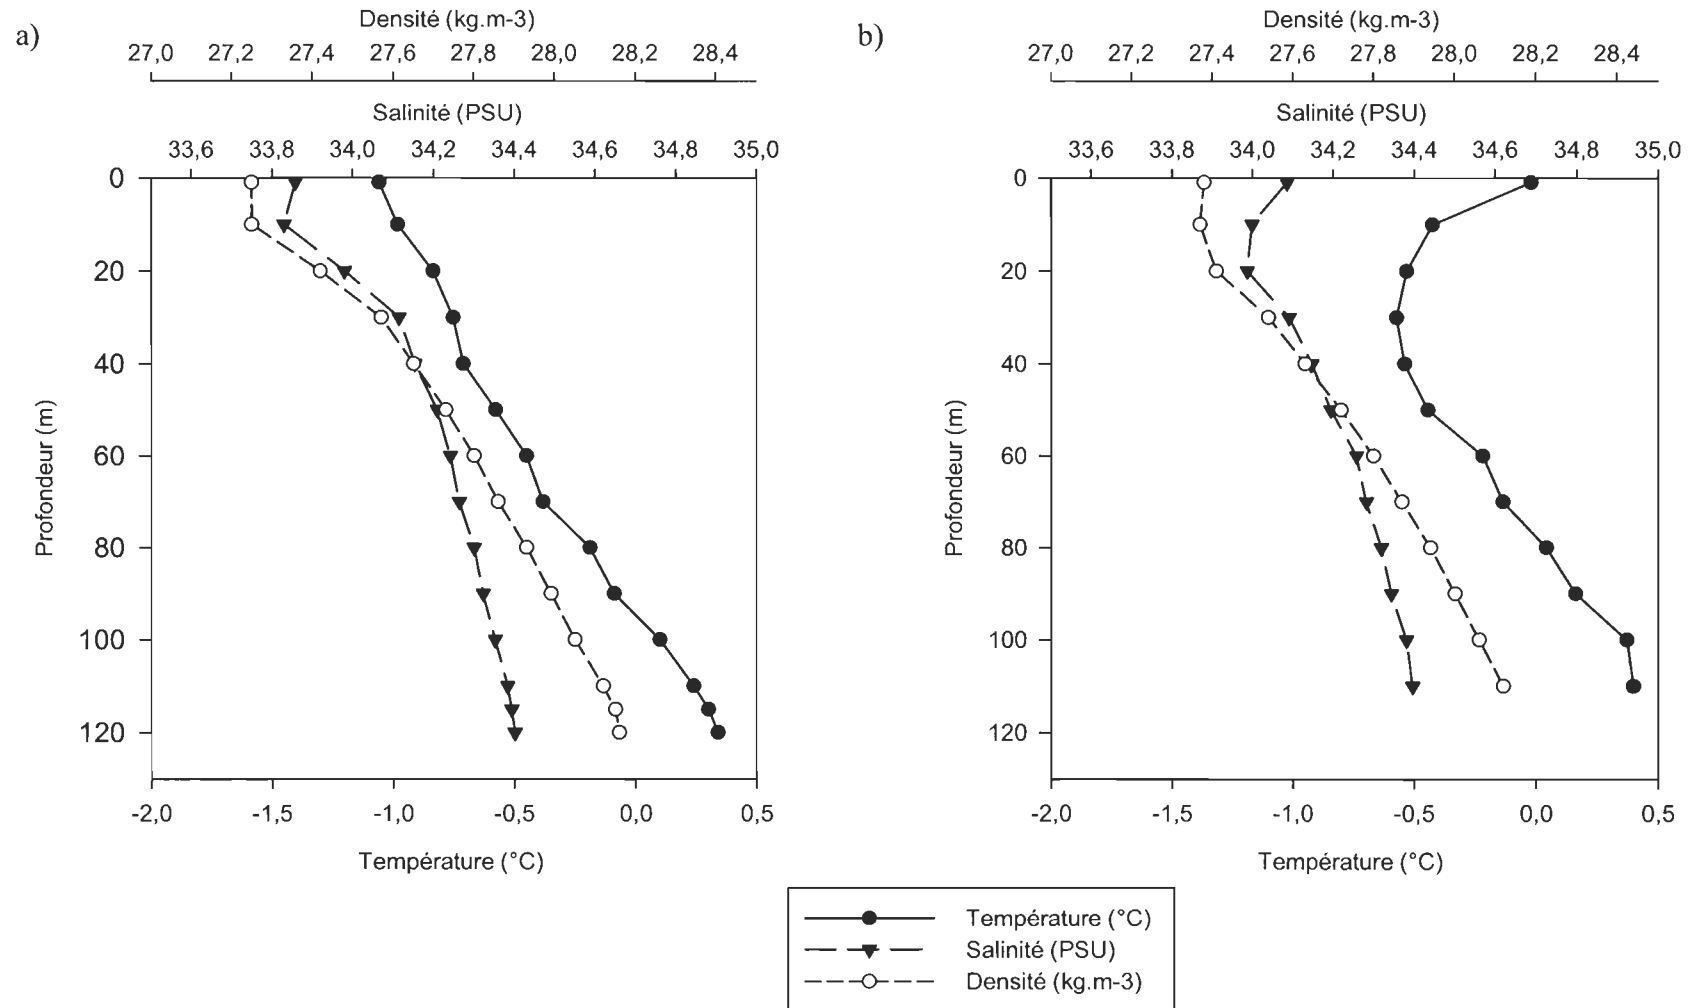 a)
Densité (kg.m-3)
27,0 27,2 27,4 27,6 27,8 28,0 28,2 28,4
Salinité (PSU)
33,6 33,8 34,0 34,2 34,4 34,6 34,8 35,0
0
20
40
60
80
100
120
Profondeur (m)
-2,0 -1,5 -1,0 -0,5 0,0 0,5
Température (°C)
b)
Densité (kg.m-3)
27,0 27,2 27,4 27,6 27,8 28,0 28,2 28,4
Salinité (PSU)
33,6 33,8 34,0 34,2 34,4 34,6 34,8 35,0
0
20
40
60
80
100
120
Profondeur (m)
-2,0 -1,5 -1,0 -0,5 0,0 0,5
Température (°C)
Température (°C)
Salinité (PSU)
Densité (kg.m-3)